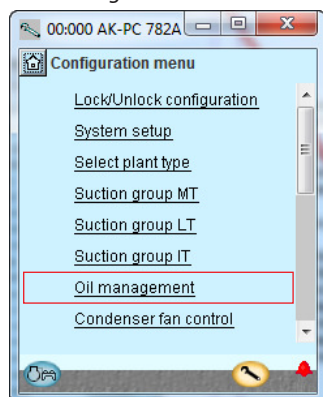 00:000 AK-PC 782A
Configuration menu
Lock/Unlock configuration
System setup
Select plant type
Suction group MT
Suction group LT
Suction group IT
Oil management
Condenser fan control